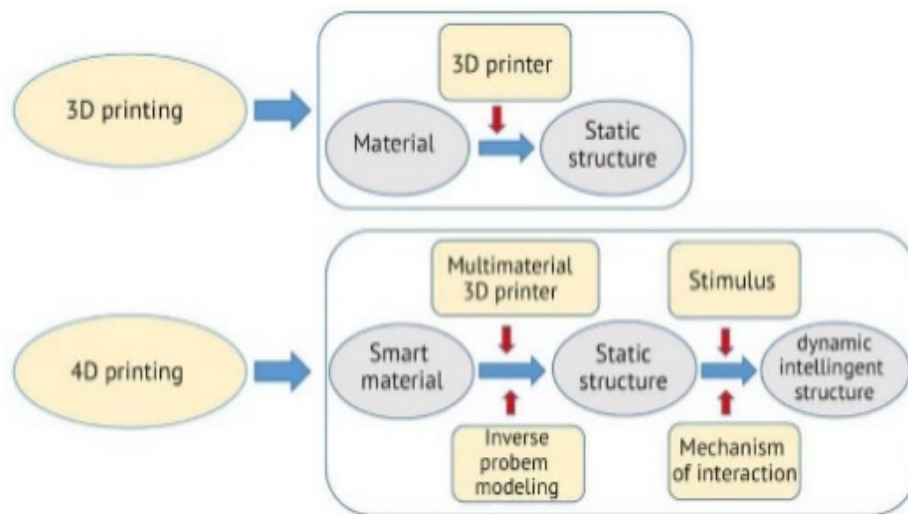 3D printing
3D printer
Material
Static
structure
4D printing
Multimaterial
3D printer
Stimulus
Smart
material
Static
structure
dynamic
intellingent
structure
Inverse
probem
modeling
Mechanism
of interaction